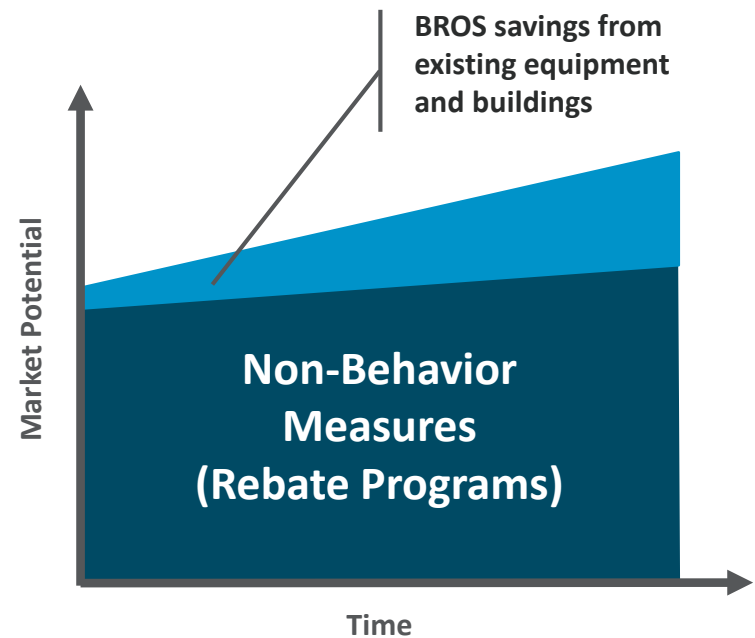 BROS savings from
existing equipment
and buildings
Market Potential
Non-Behavior
Measures
(Rebate Programs)
Time